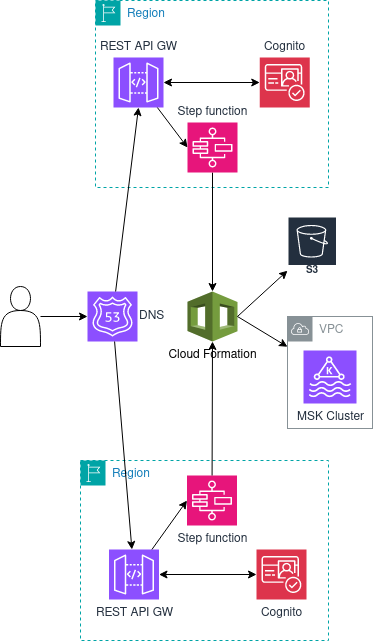 Region
REST API GW
Cognito
Step function
S3
53
DNS
VPC
Cloud Formation
K
MSK Cluster
Region
Step function
REST API GW
Cognito